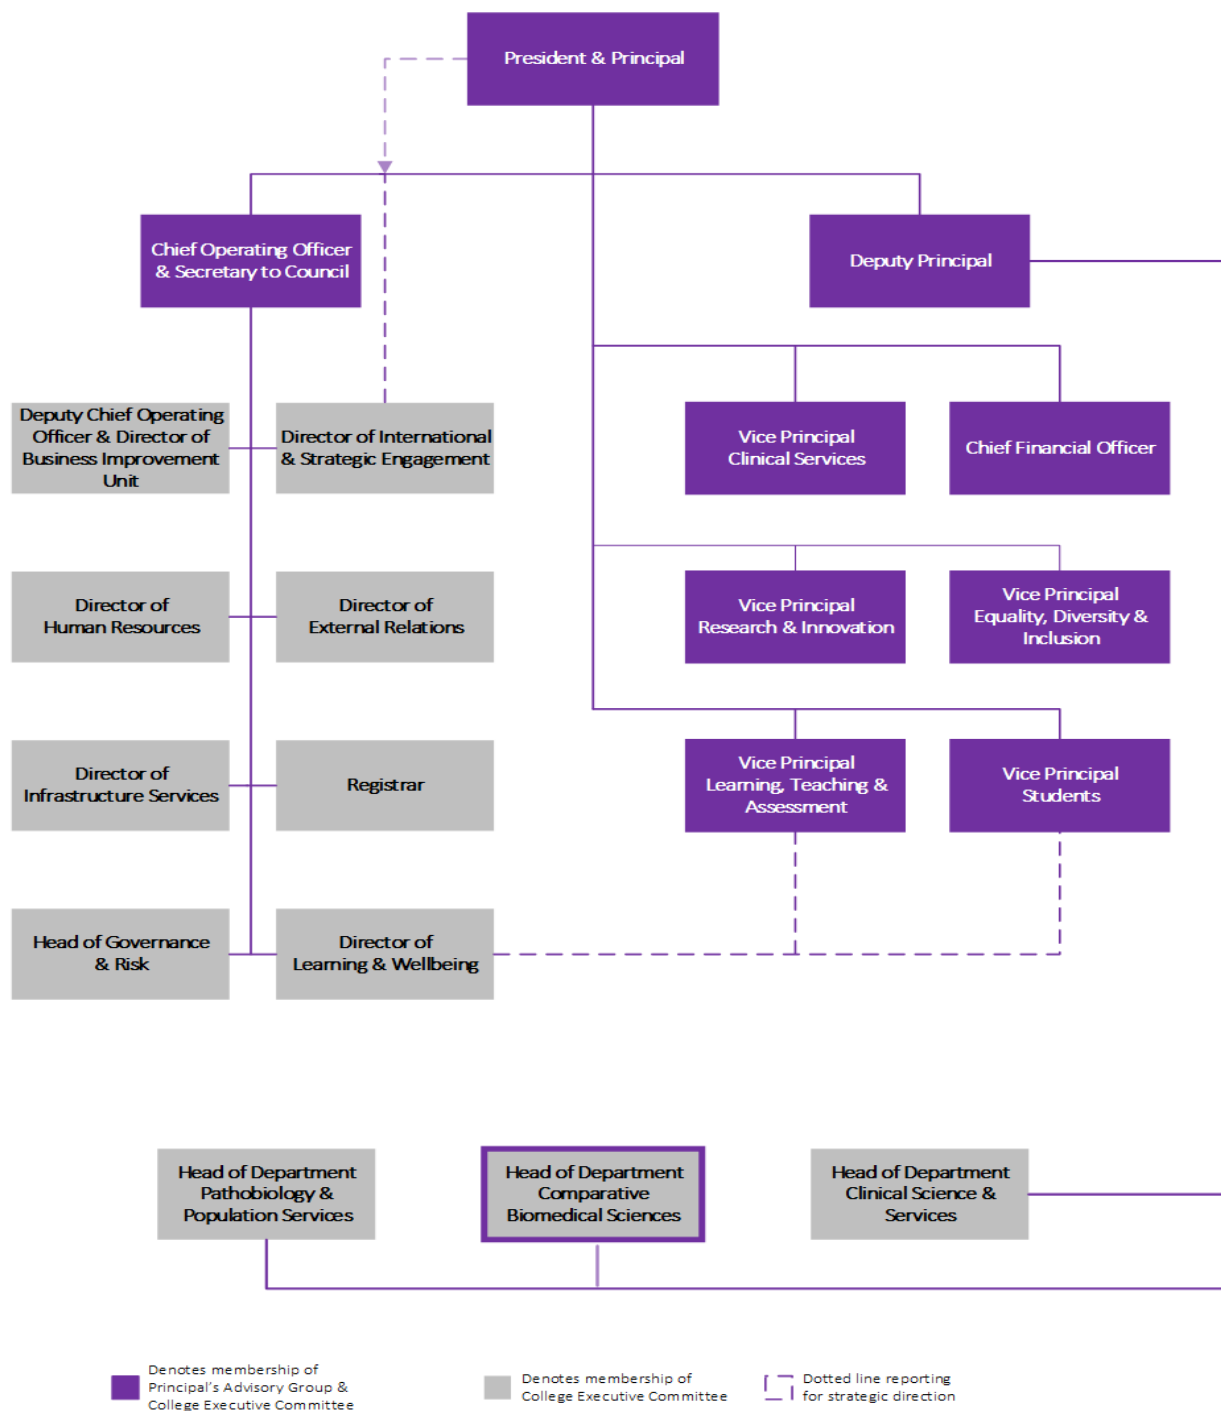 President & Principal
Chief Operating Officer
& Secretary to Council
Deputy Principal
Deputy Chief Operating
Officer & Director of
Business Improvement
Unit
Director of International
& Strategic Engagement
Vice Principal
Clinical Services
Chief Financial Officer
Director of
Human Resources
Director of
External Relations
Vice Principal
Research & Innovation
Vice Principal
Equality, Diversity &
Inclusion
Director of
Infrastructure Services
Registrar
Vice Principal
Learning, Teaching &
Assessment
Vice Principal
Students
Head of Governance
& Risk
Director of
Learning & Wellbeing
Head of Department
Pathobiology &
Population Services
Head of Department
Comparative
Biomedical Sciences
Head of Department
Clinical Science &
Services
Denotes membership of
Principal's Advisory Group &
College Executive Committee
Denotes membership of
College Executive Committee
Dotted line reporting
for strategic direction